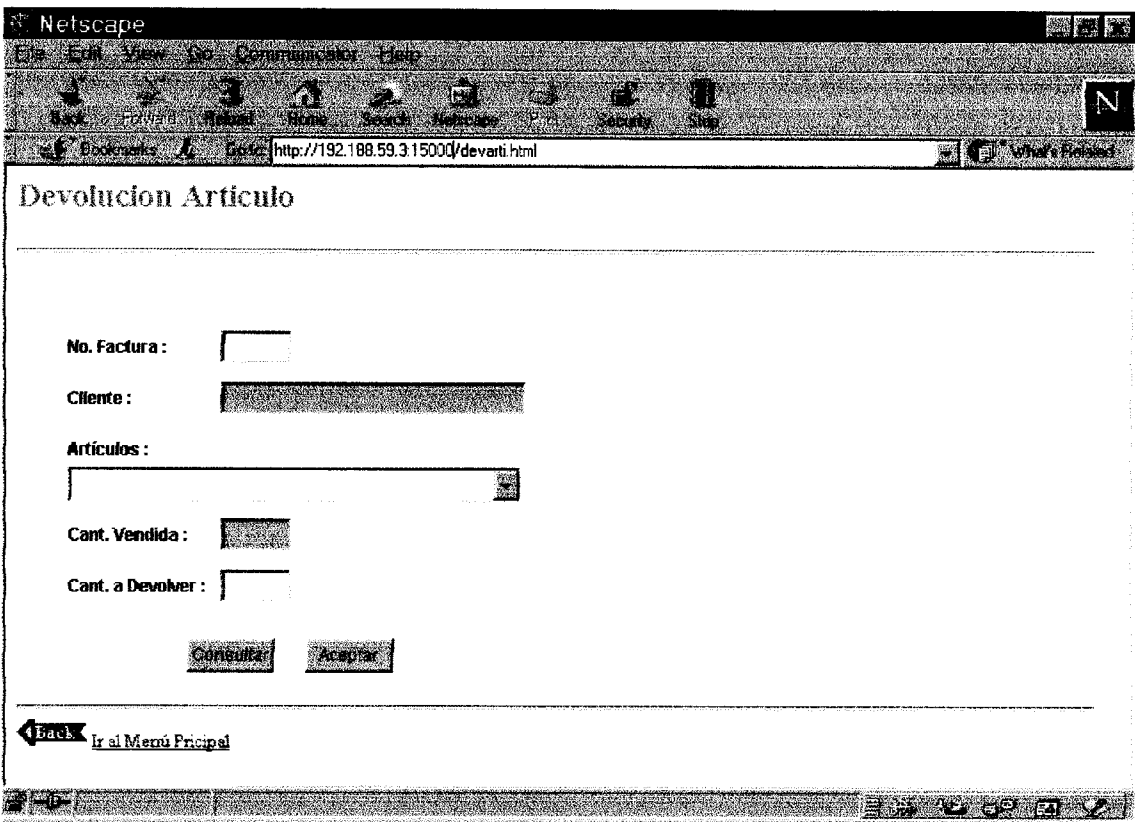 Netscape
File Edit View Go Communicator Help
Back Forward Reload Home Search Netscape Print Security Stop
N
Bookmarks Go to: http://192.188.59.3:15000/devarti.html What's Related
Devolucion Articulo
No. Factura :
Cliente :
Artículos :
Cant. Vendida :
Cant. a Devolver :
Consultar Aceptar
Back Ir al Menú Pricipal